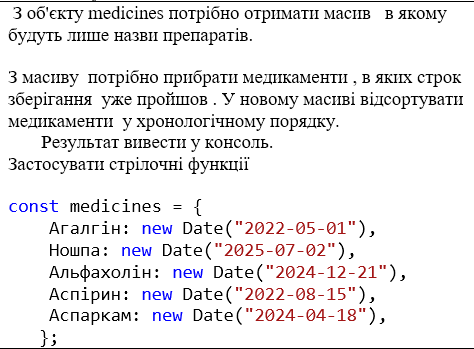 З об'єкту medicines потрібно отримати масив в якому
будуть лише назви препаратів.
З масиву потрібно прибрати медикаменти , в яких строк
зберігання уже пройшов . У новому масиві відсортувати
медикаменти у хронологічному порядку.
Результат вивести у консоль.
Застосувати стрілочні функції
const medicines = {
Агалгін: new Date("2022-05-01"),
Ношпа: new Date("2025-07-02"),
Альфахолін: new Date("2024-12-21"),
Аспірин: new Date("2022-08-15"),
Аспаркам: new Date("2024-04-18"),
};